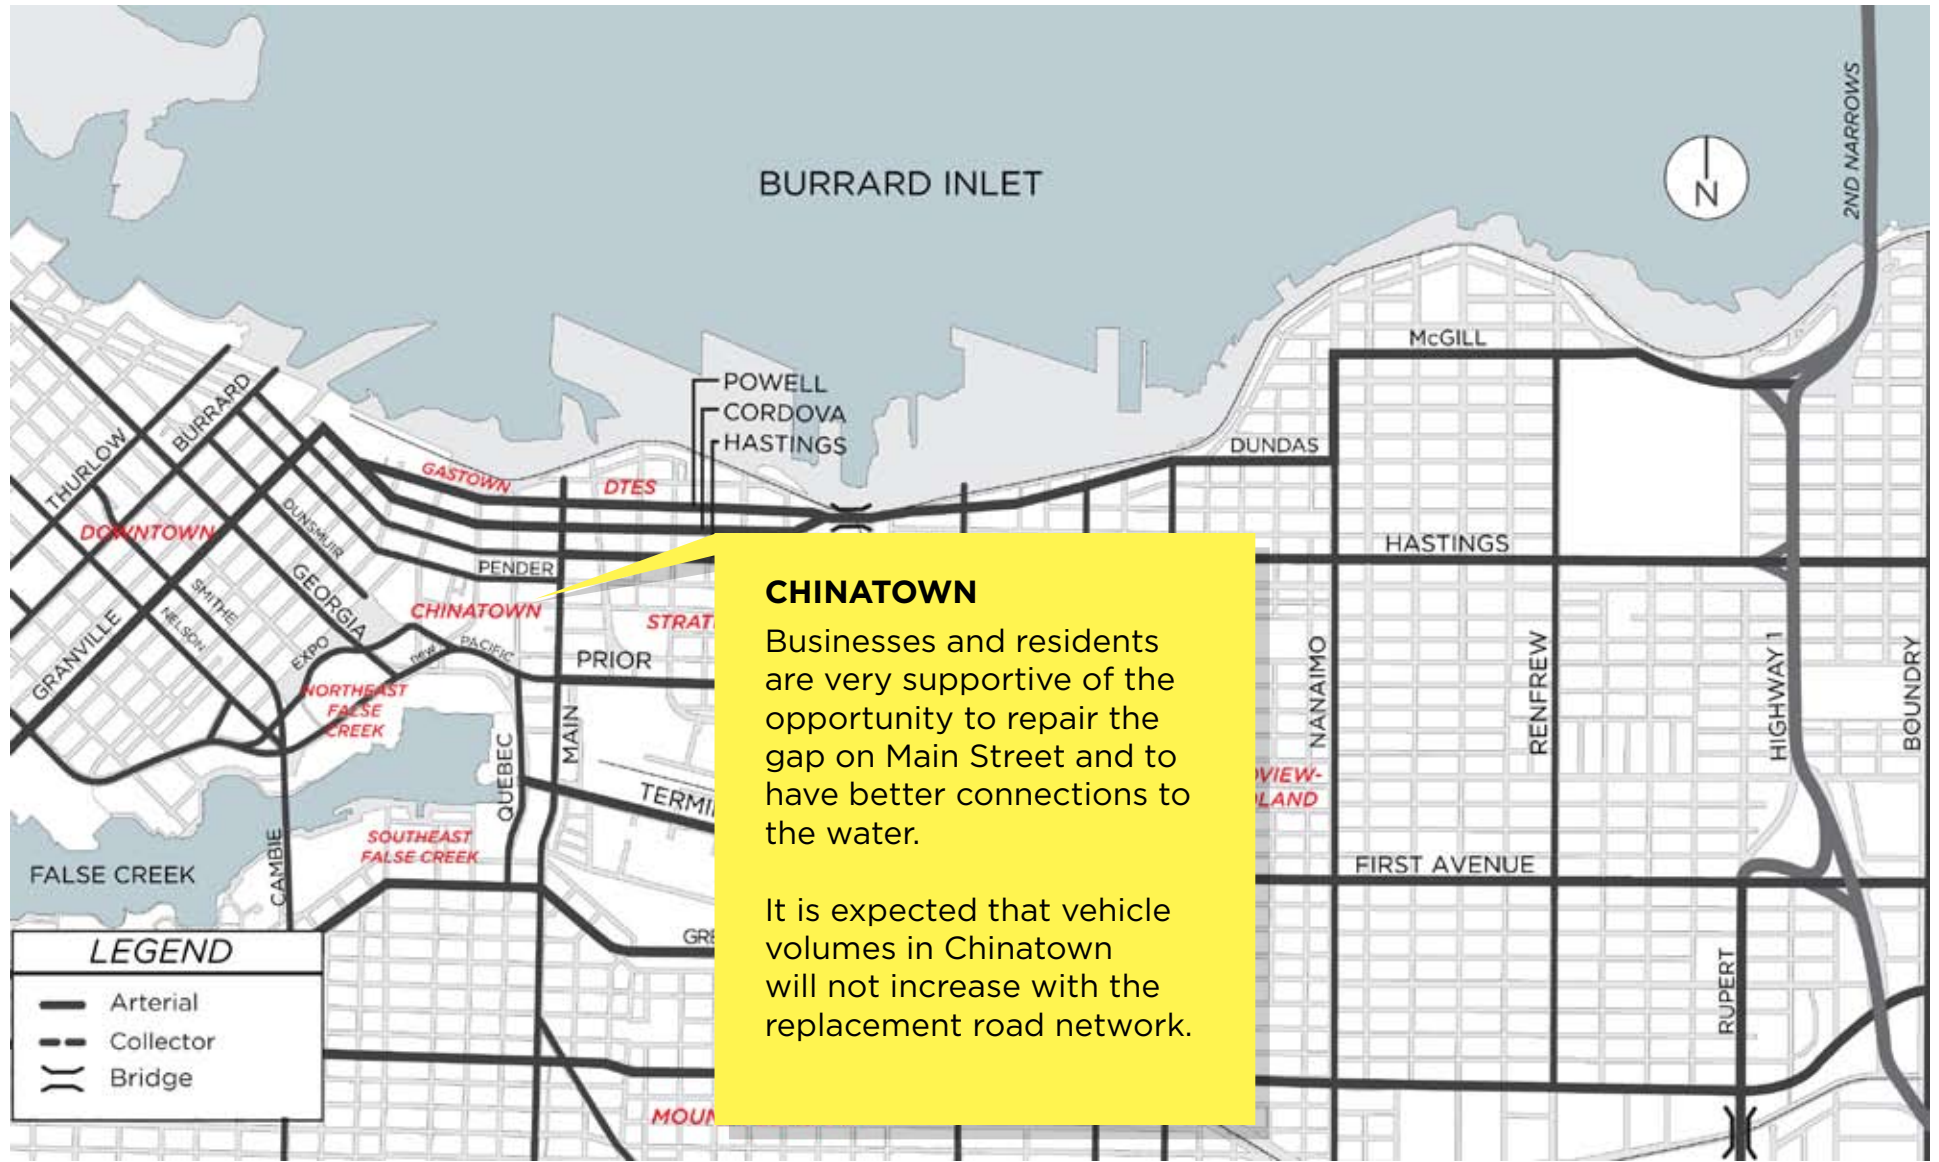 2ND NARROWS
BURRARD INLET
N
McGILL
POWELL
CORDOVA
HASTINGS
BURRARD
THURLOW
DUNDAS
GASTOWN
DTES
DUNSMUIR
DOWNTOWN
HASTINGS
PENDER
GEORGIA
SMITHE
NELSON
CHINATOWN
GRANVILLE
EXPO
new
PACIFIC
PRIOR
NORTHEAST
FALSE
CREEK
QUEBEC
MAIN
NANAIMO
RENFREW
HIGHWAY 1
BOUNDRY
SOUTHEAST
FALSE CREEK
CAMBIE
FALSE CREEK
FIRST AVENUE
RUPERT
CHINATOWN
Businesses and residents
are very supportive of the
opportunity to repair the
gap on Main Street and to
have better connections to
the water.
It is expected that vehicle
volumes in Chinatown
will not increase with the
replacement road network.
LEGEND
Arterial
Collector
Bridge